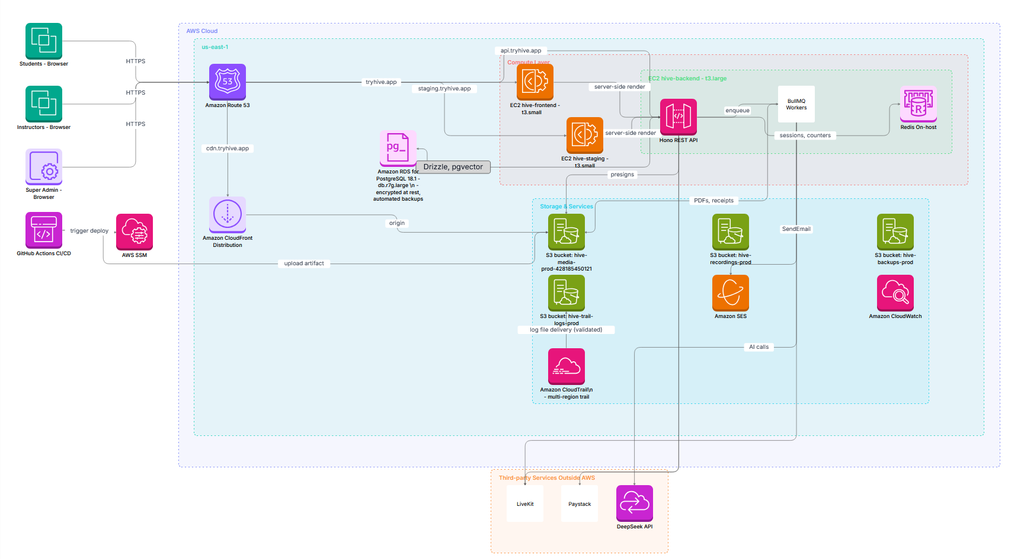 AWS Cloud
us-east-1
Students - Browser
HTTPS
HTTPS
HTTPS
Instructors - Browser
Super Admin -
Browser
GitHub Actions CI/CD
trigger deploy
AWS SSM
upload artifact
53
Amazon Route 53
cdn.tryhive.app
Amazon CloudFront
Distribution
origin
tryhive.app
staging.tryhive.app
api.tryhive.app
pg_
Drizzle, pgvector
Amazon RDS for
PostgreSQL 18.1 -
db.r7g.large \n -
encrypted at rest,
automated backups
Compute Layer
EC2 hive-frontend -
t3.small
server-side render
EC2 hive-staging -
t3.small
server-side render
EC2 hive-backend - t3.large
Hono REST API
enqueue
BullMQ
Workers
sessions, counters
R
Redis On-host
presigns
PDFs, receipts
Storage & Services
S3 bucket: hive-
media-
prod-428185450121
S3 bucket: hive-
recordings-prod
S3 bucket: hive-
backups-prod
SendEmail
S3 bucket: hive-trail-
logs-prod
log file delivery (validated)
Amazon SES
Amazon CloudWatch
AI calls
Amazon CloudTrail\n
- multi-region trail
Third-party Services Outside AWS
LiveKit
Paystack
DeepSeek API